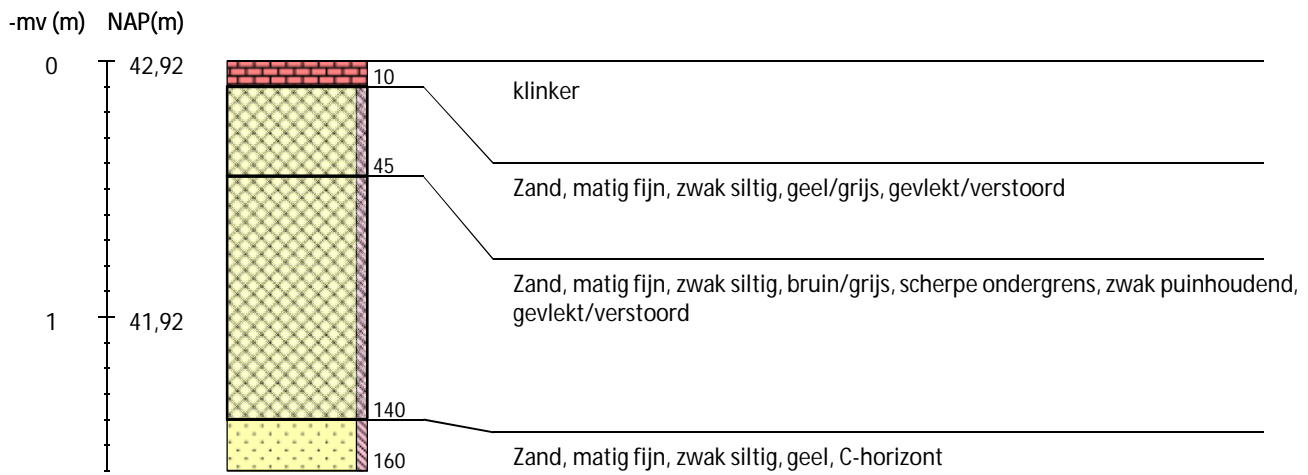 -mv (m) NAP(m)
0 42,92
10
klinker
45
Zand, matig fijn, zwak siltig, geel/grijs, gevlekt/verstoord
Zand, matig fijn, zwak siltig, bruin/grijs, scherpe ondergrens, zwak puinhoudend,
gevlekt/verstoord
1 41,92
140
160
Zand, matig fijn, zwak siltig, geel, C-horizont